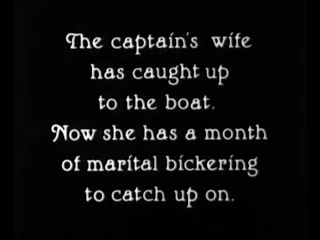 The captain's wife
has caught up
to the boat.
Now she has a month
of marital bickering
to catch up on.